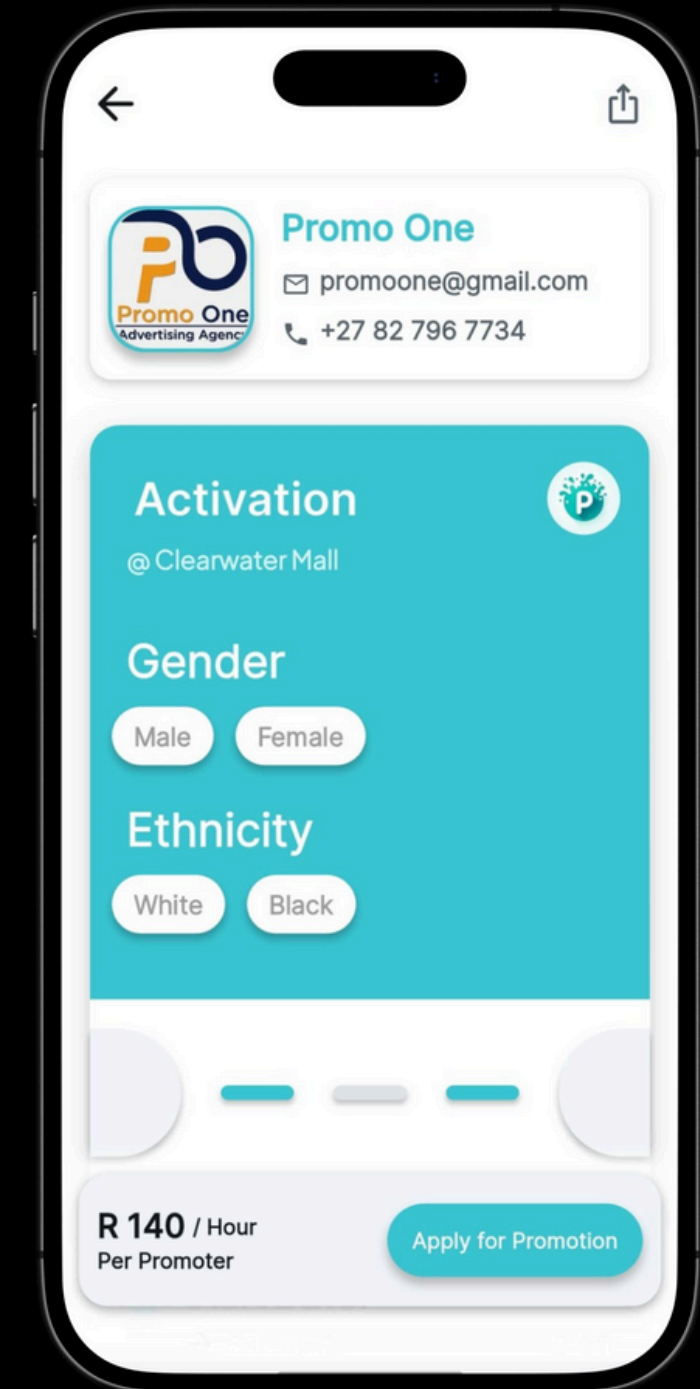 Promo One
promoone@gmail.com
+27 82 796 7734
Promo One
Advertising Agency
Activation
P
@ Clearwater Mall
Gender
Male Female
Ethnicity
White Black
R 140 / Hour
Per Promoter
Apply for Promotion